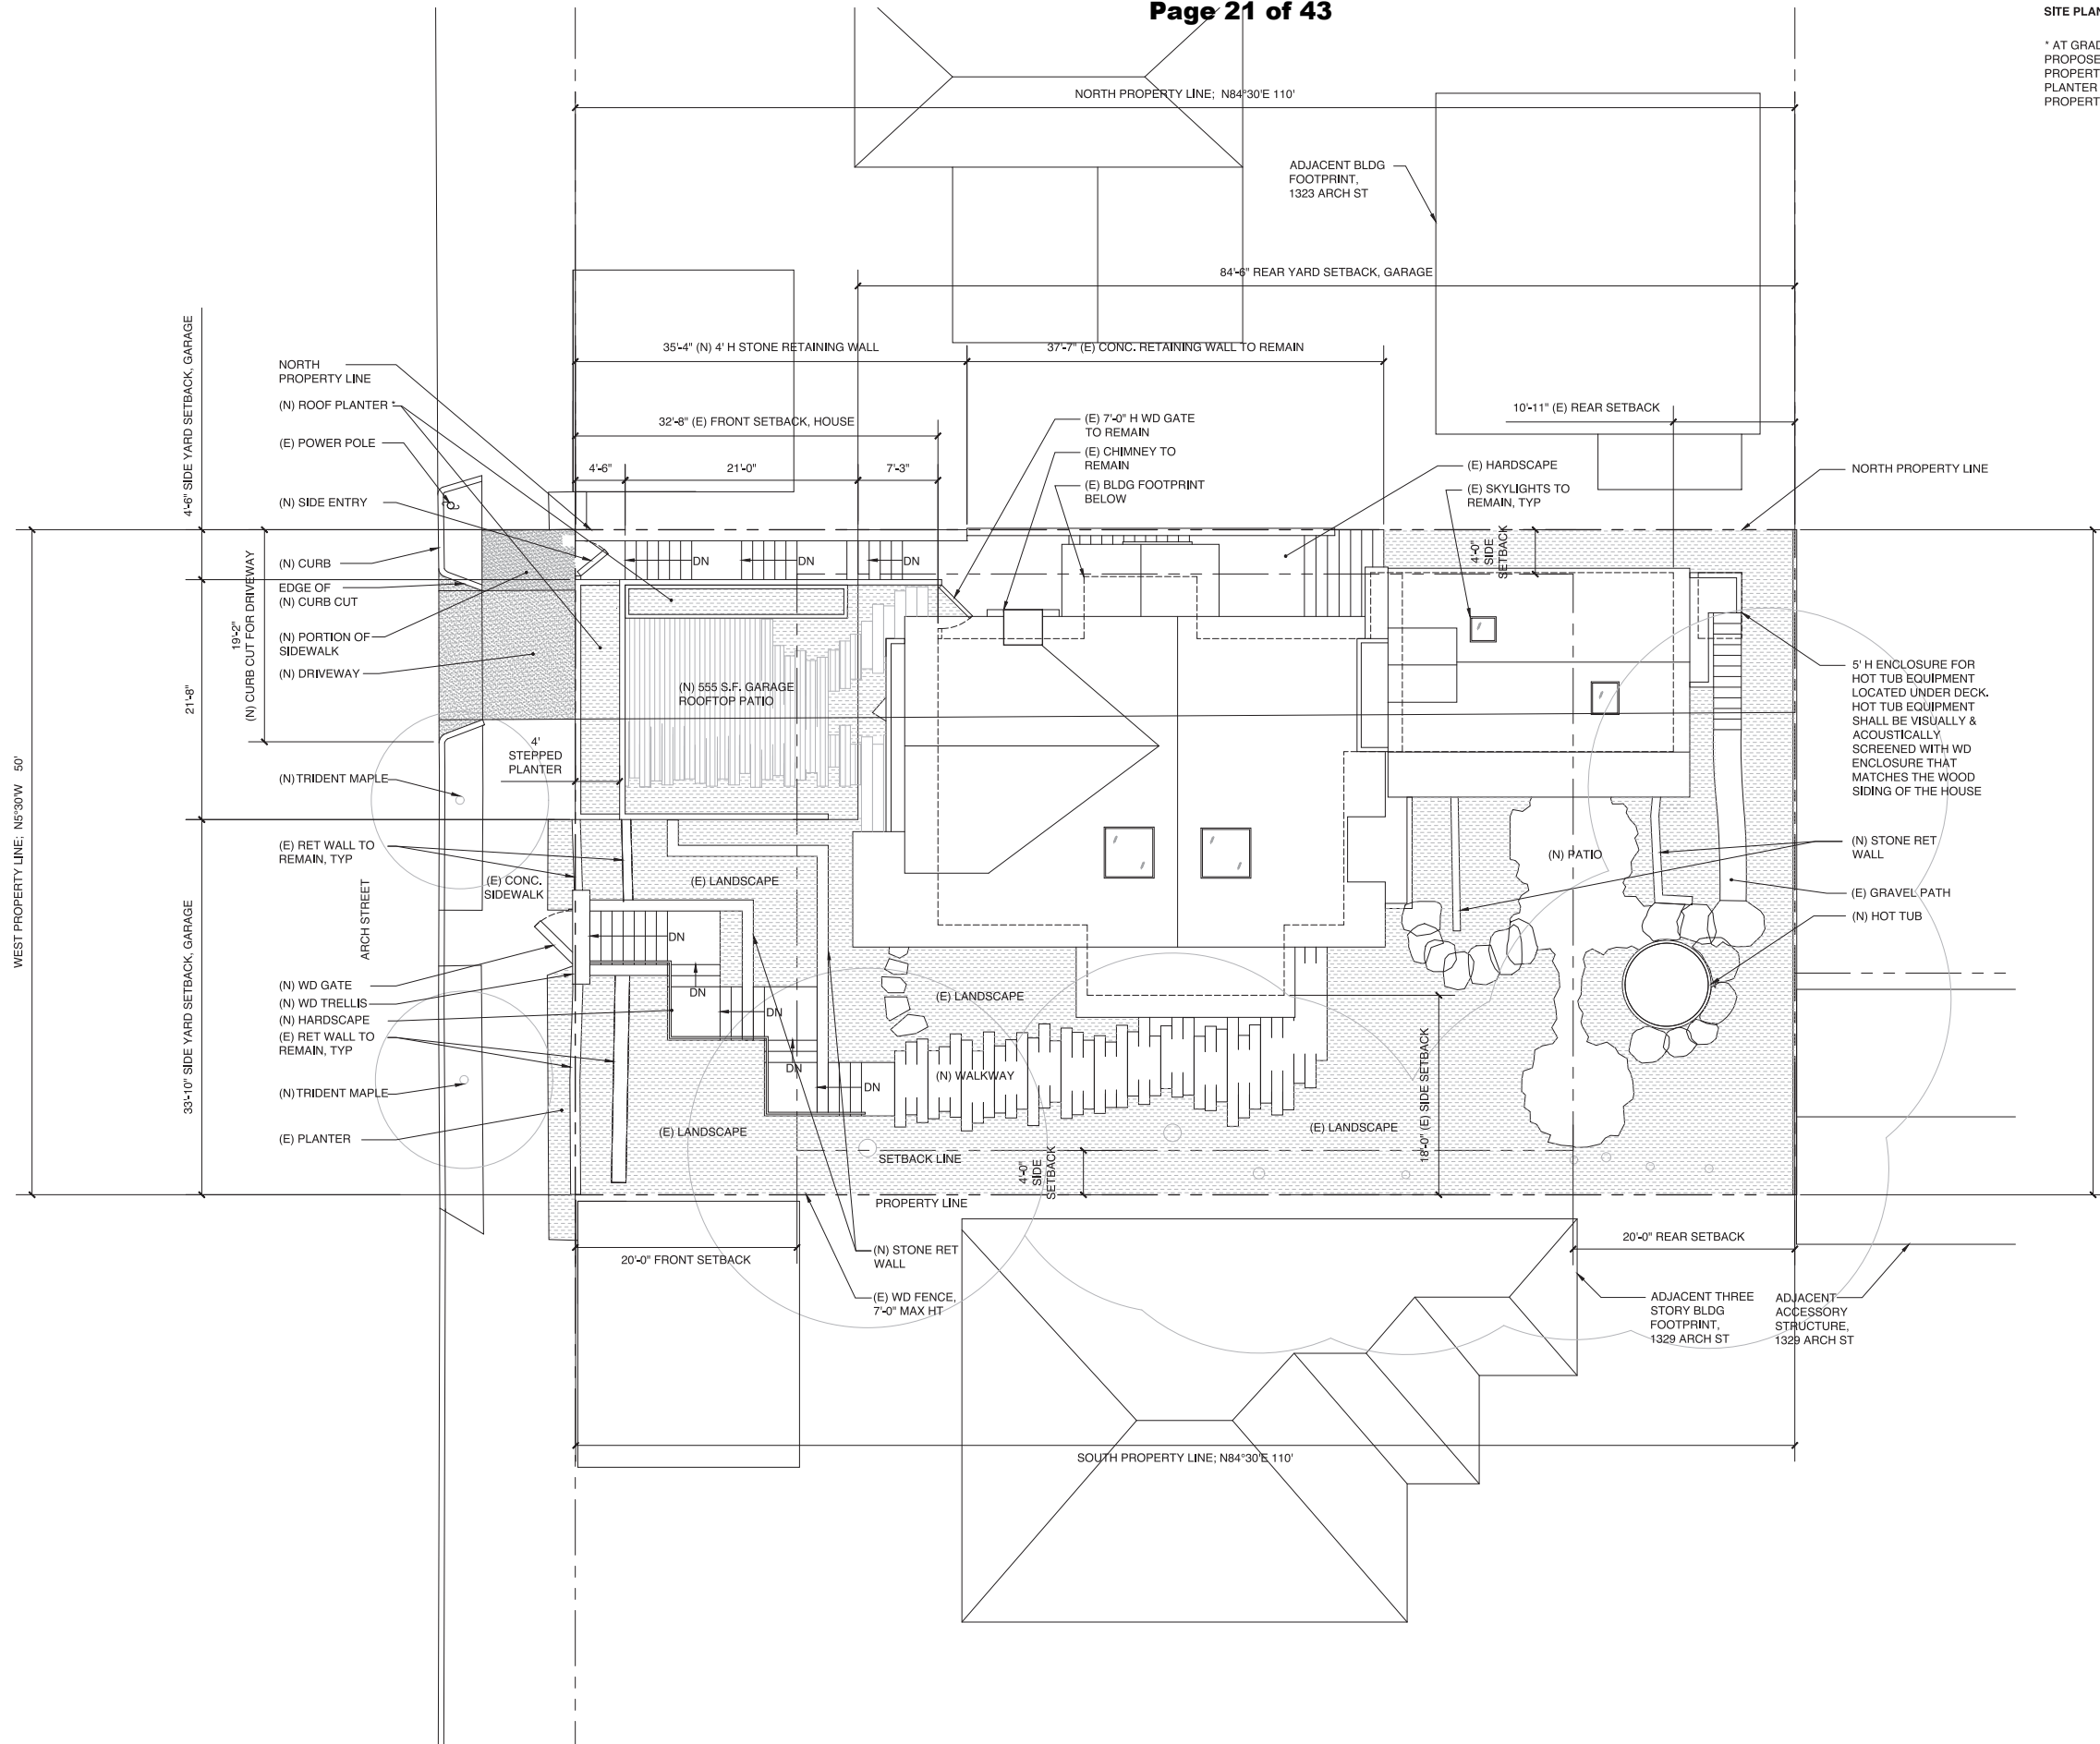 Page 21 of 43
SITE PLAN
* AT GRAD
PROPOSE
PROPERT
PLANTER
PROPERT
NORTH PROPERTY LINE; N84°30'E 110'
ADJACENT BLDG
FOOTPRINT,
1323 ARCH ST
84'-6" REAR YARD SETBACK, GARAGE
4'-6" SIDE YARD SETBACK, GARAGE
35'-4" (N) 4' H STONE RETAINING WALL
37'-7" (E) CONC. RETAINING WALL TO REMAIN
NORTH
PROPERTY LINE
(N) ROOF PLANTER *
(E) POWER POLE
(N) SIDE ENTRY
(N) CURB
EDGE OF
(N) CURB CUT
(N) PORTION OF
SIDEWALK
(N) DRIVEWAY
32'-8" (E) FRONT SETBACK, HOUSE
4'-6"
21'-0"
7'-3"
(E) 7'-0" H WD GATE
TO REMAIN
(E) CHIMNEY TO
REMAIN
(E) BLDG FOOTPRINT
BELOW
10'-11" (E) REAR SETBACK
(E) HARDSCAPE
(E) SKYLIGHTS TO
REMAIN, TYP
NORTH PROPERTY LINE
4'-0"
SIDE
SETBACK
DN
DN
DN
19'-2"
(N) CURB CUT FOR DRIVEWAY
21'-8"
(N) 555 S.F. GARAGE
ROOFTOP PATIO
5' H ENCLOSURE FOR
HOT TUB EQUIPMENT
LOCATED UNDER DECK.
HOT TUB EQUIPMENT
SHALL BE VISUALLY &
ACOUSTICALLY
SCREENED WITH WD
ENCLOSURE THAT
MATCHES THE WOOD
SIDING OF THE HOUSE
4'
STEPPED
PLANTER
(N) TRIDENT MAPLE
WEST PROPERTY LINE; N5°30'W 50'
(E) RET WALL TO
REMAIN, TYP
ARCH STREET
(E) CONC.
SIDEWALK
(E) LANDSCAPE
(N) PATIO
(N) STONE RET
WALL
(E) GRAVEL PATH
(N) HOT TUB
33'-10" SIDE YARD SETBACK, GARAGE
DN
DN
DN
DN
DN
(N) WD GATE
(N) WD TRELLIS
(N) HARDSCAPE
(E) RET WALL TO
REMAIN, TYP
(N) TRIDENT MAPLE
(E) PLANTER
(E) LANDSCAPE
(N) WALKWAY
(E) LANDSCAPE
(E) LANDSCAPE
18'-0" (E) SIDE SETBACK
SETBACK LINE
4'-0"
SIDE
SETBACK
PROPERTY LINE
20'-0" FRONT SETBACK
(N) STONE RET
WALL
(E) WD FENCE,
7'-0" MAX HT
20'-0" REAR SETBACK
ADJACENT THREE
STORY BLDG
FOOTPRINT,
1329 ARCH ST
ADJACENT
ACCESSORY
STRUCTURE,
1329 ARCH ST
SOUTH PROPERTY LINE; N84°30'E 110'